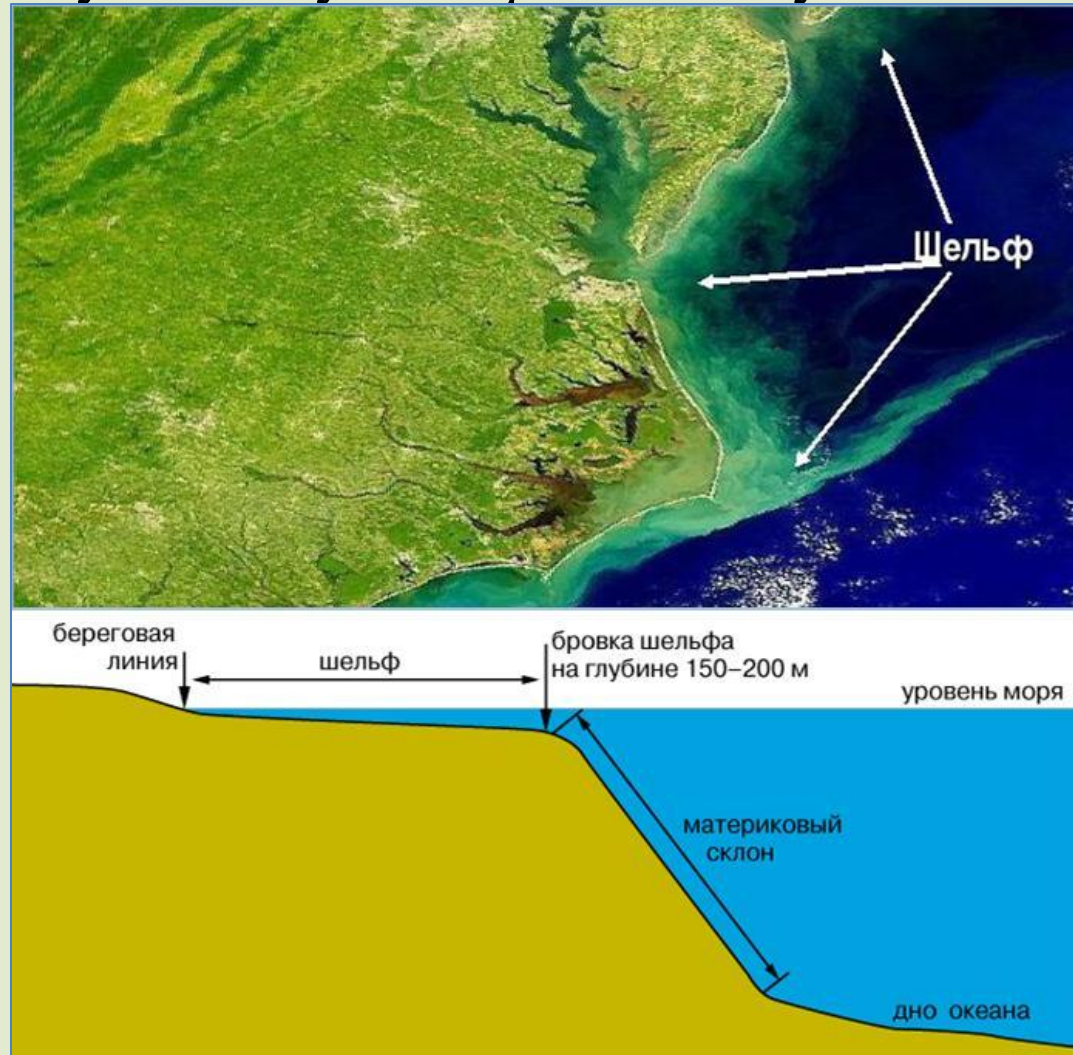 Шельф
береговая
линия
шельф
бровка шельфа
на глубине 150–200 м
уровень моря
материковый
склон
дно океана